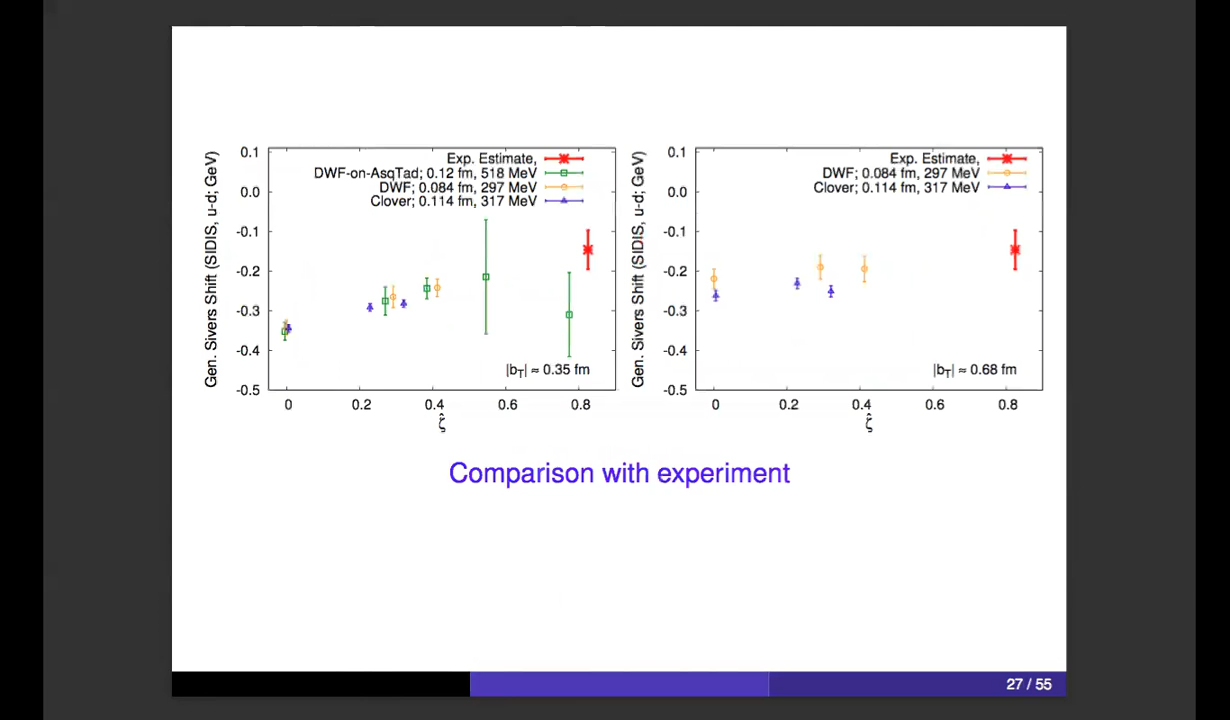 Gen. Sivers Shift (SIDIS, u-d; GeV)
0.1
0.0
-0.1
-0.2
-0.3
-0.4
-0.5
Exp. Estimate,
DWF-on-AsqTad; 0.12 fm, 518 MeV
DWF; 0.084 fm, 297 MeV
Clover; 0.114 fm, 317 MeV
|b_T| ≈ 0.35 fm
0 0.2 0.4 0.6 0.8
ζ̂
Gen. Sivers Shift (SIDIS, u-d; GeV)
0.1
0.0
-0.1
-0.2
-0.3
-0.4
-0.5
Exp. Estimate,
DWF; 0.084 fm, 297 MeV
Clover; 0.114 fm, 317 MeV
|b_T| ≈ 0.68 fm
0 0.2 0.4 0.6 0.8
ζ̂
Comparison with experiment
27 / 55